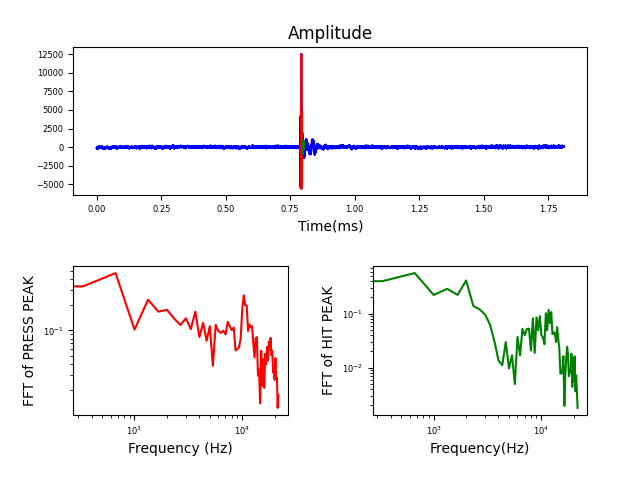 Amplitude
12500
10000
7500
5000
2500
0
−2500
−5000
0.00 0.25 0.50 0.75 1.00 1.25 1.50 1.75
Time(ms)
FFT of PRESS PEAK
10⁻¹
10³ 10⁴
Frequency (Hz)
FFT of HIT PEAK
10⁻¹
10⁻²
10³ 10⁴
Frequency(Hz)